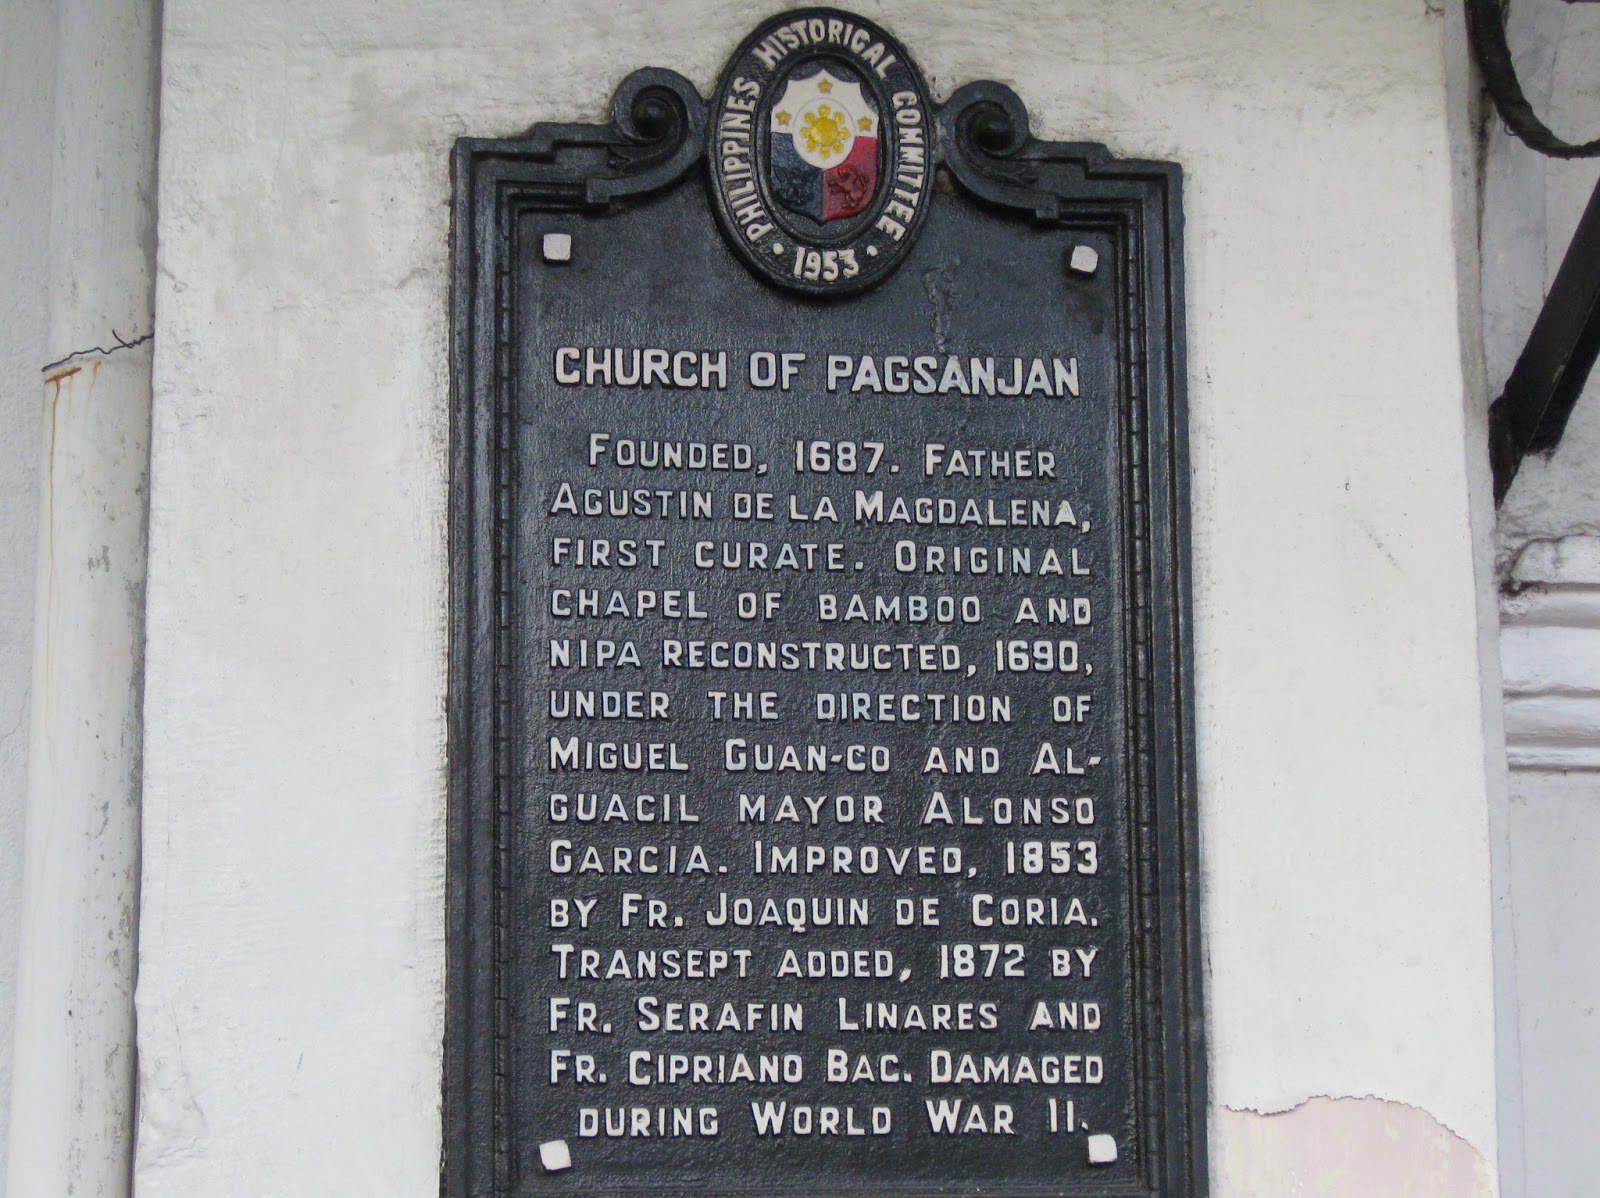 PHILIPPINES HISTORICAL COMMITTEE
• 1953 •
CHURCH OF PAGSANJAN
FOUNDED, 1687. FATHER
AGUSTIN DE LA MAGDALENA,
FIRST CURATE. ORIGINAL
CHAPEL OF BAMBOO AND
NIPA RECONSTRUCTED, 1690,
UNDER THE DIRECTION OF
MIGUEL GUAN-CO AND AL-
GUACIL MAYOR ALONSO
GARCIA. IMPROVED, 1853
BY FR. JOAQUIN DE CORIA.
TRANSEPT ADDED, 1872 BY
FR. SERAFIN LINARES AND
FR. CIPRIANO BAC. DAMAGED
DURING WORLD WAR II.